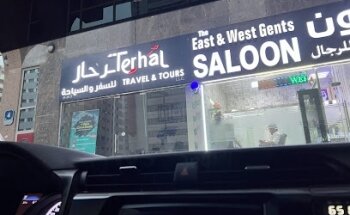 ترحال Terhal
للسفر والسياحة TRAVEL & TOURS
The
East & West Gents
SALOON
للرجال